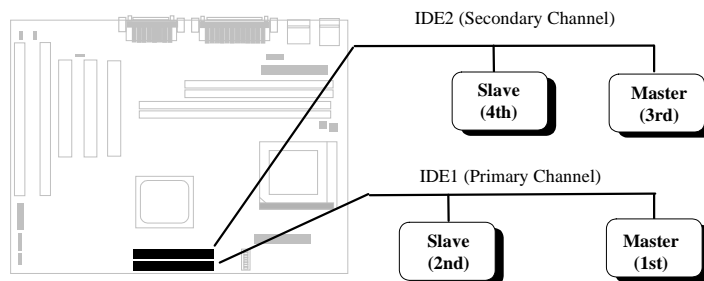 IDE2 (Secondary Channel)
Slave
(4th)
Master
(3rd)
IDE1 (Primary Channel)
Slave
(2nd)
Master
(1st)